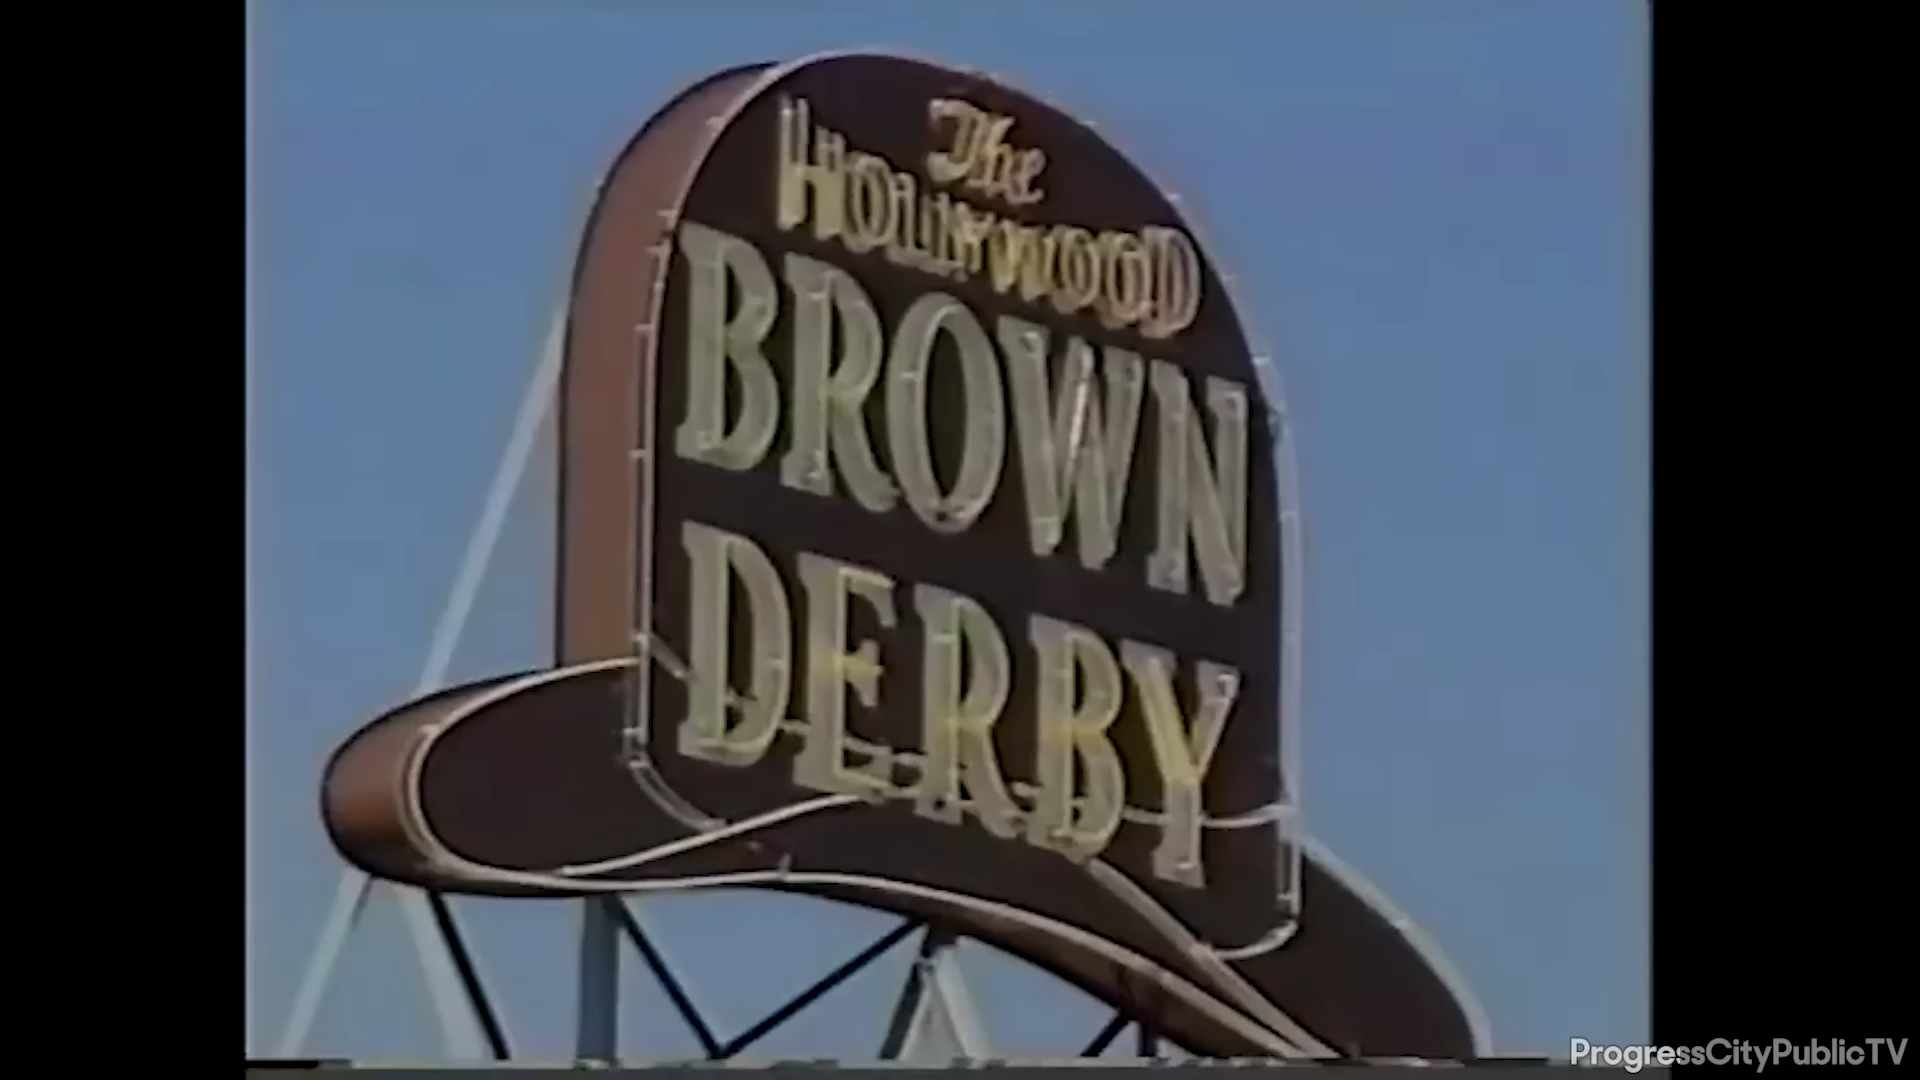 The
HOLLYWOOD
BROWN
DERBY
ProgressCityPublicTV